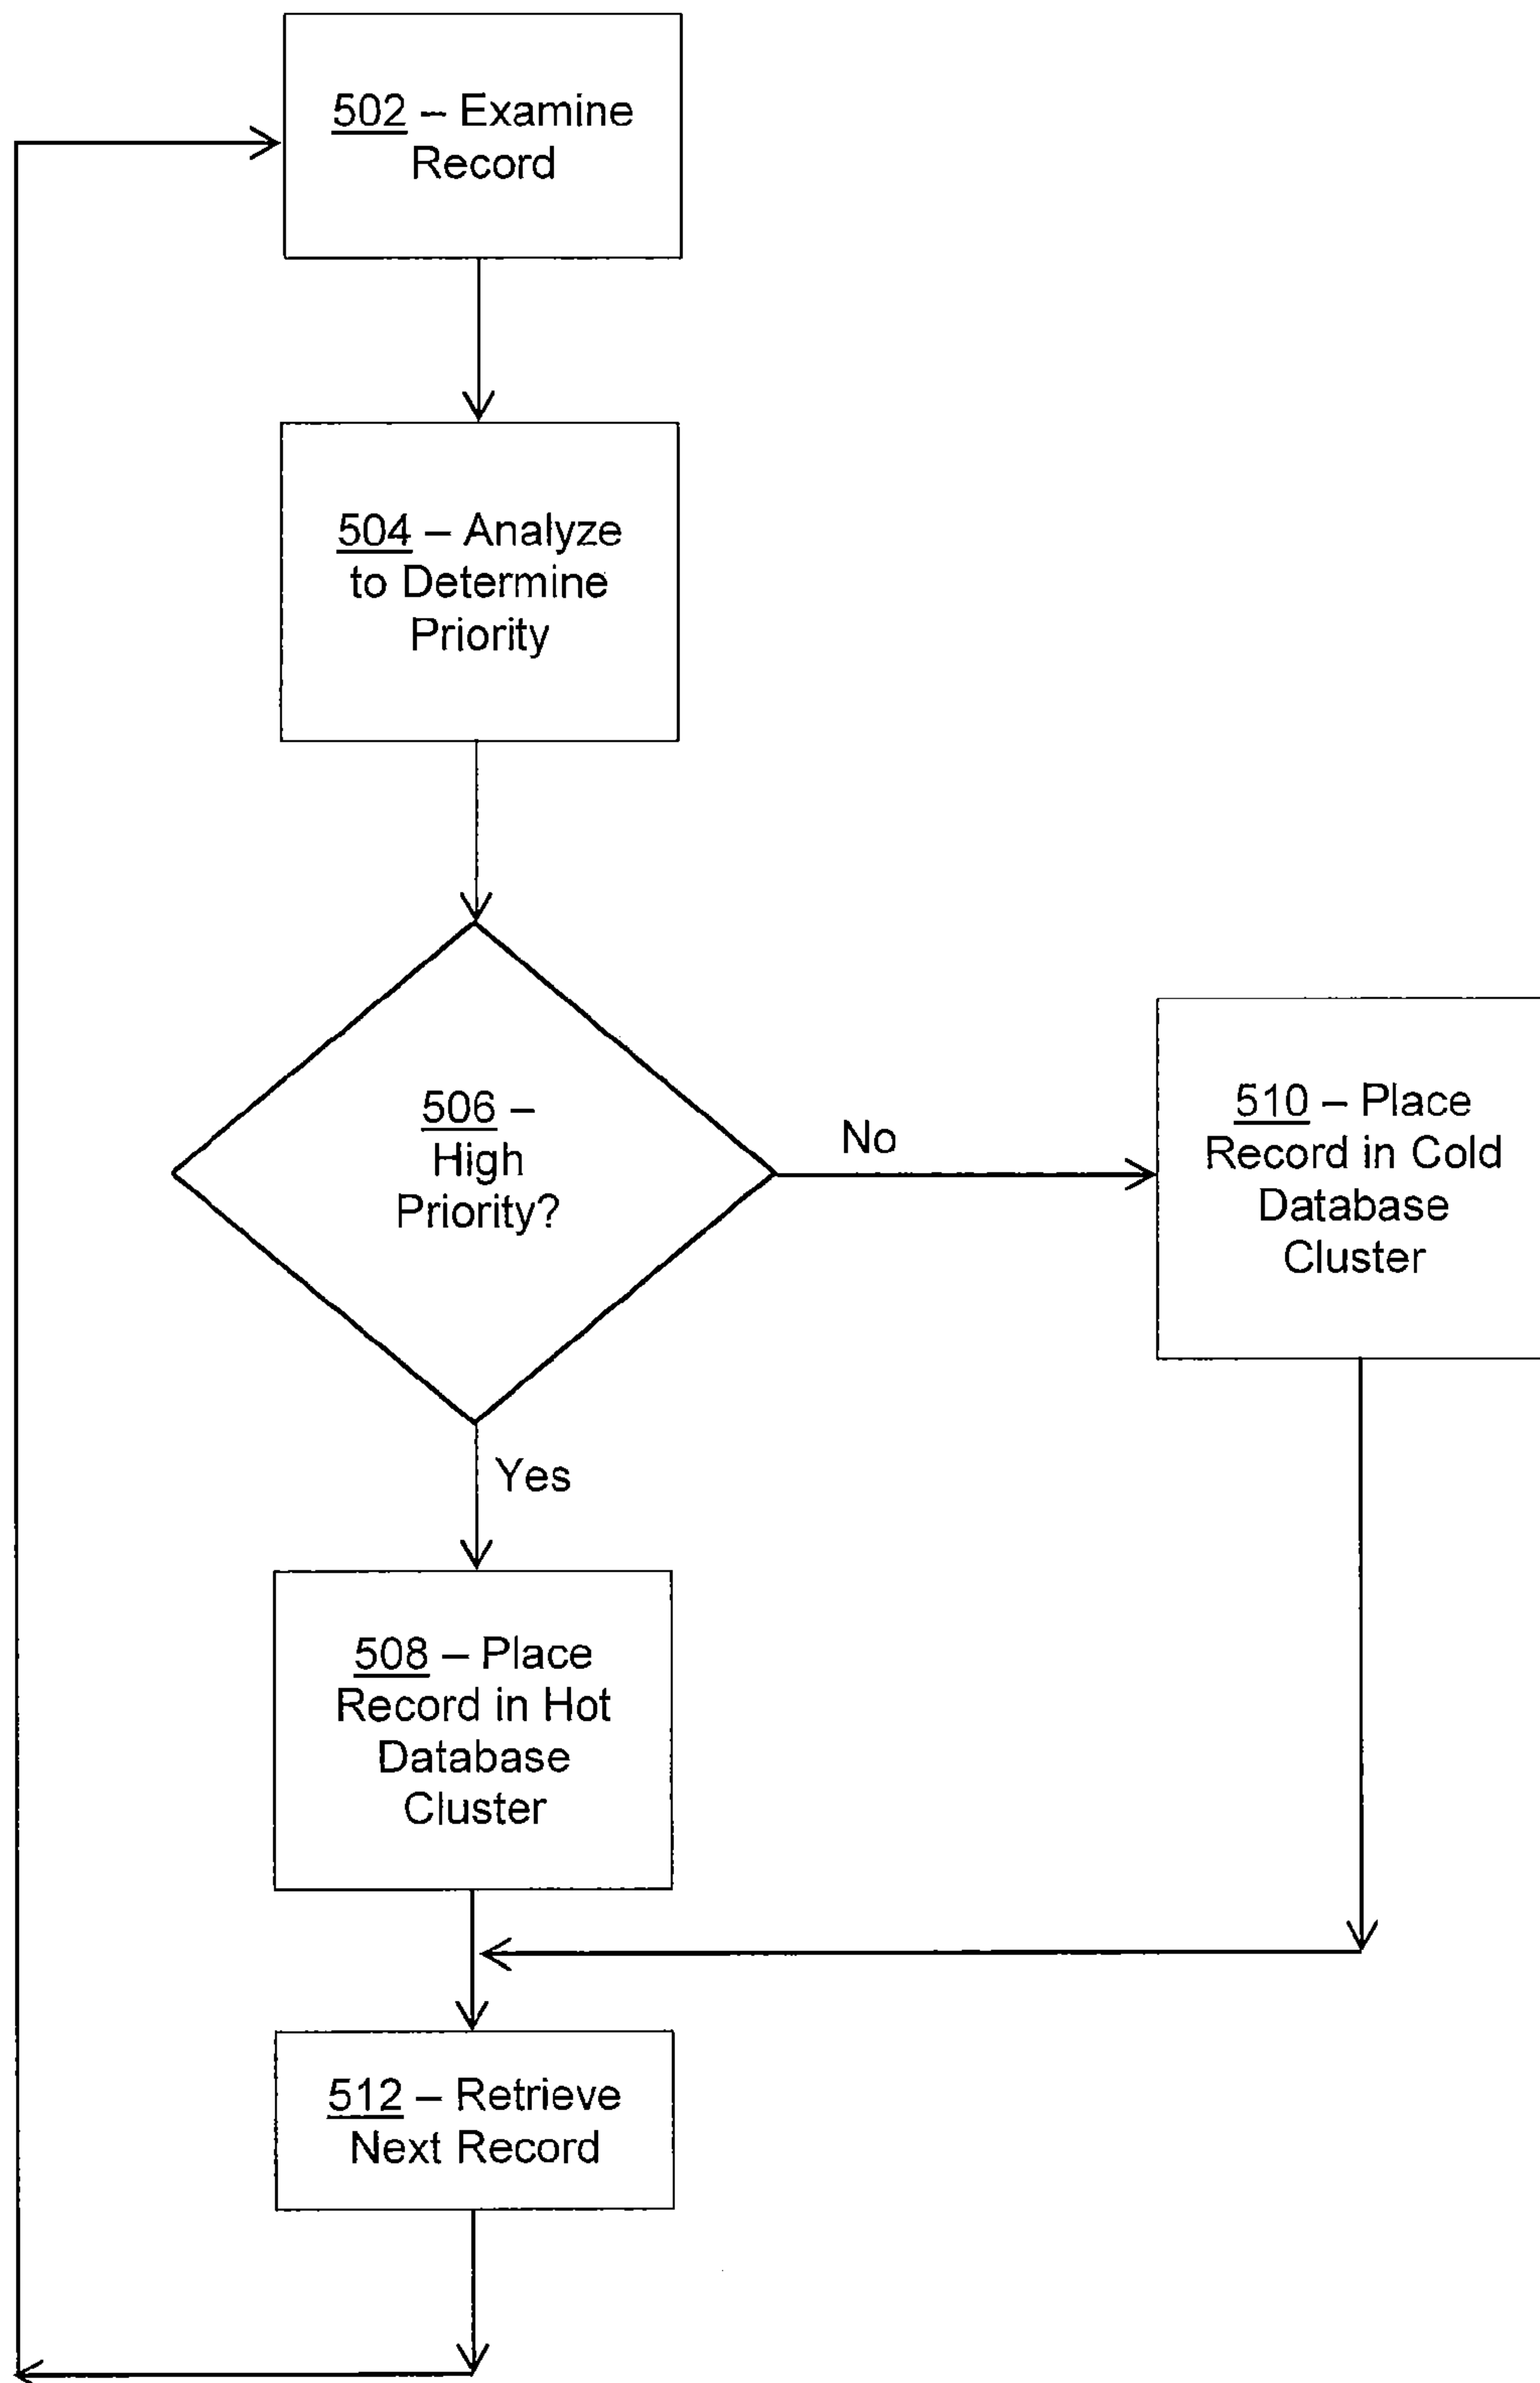 502 – Examine
Record
504 – Analyze
to Determine
Priority
506 –
High
Priority?
No
510 – Place
Record in Cold
Database
Cluster
Yes
508 – Place
Record in Hot
Database
Cluster
512 – Retrieve
Next Record